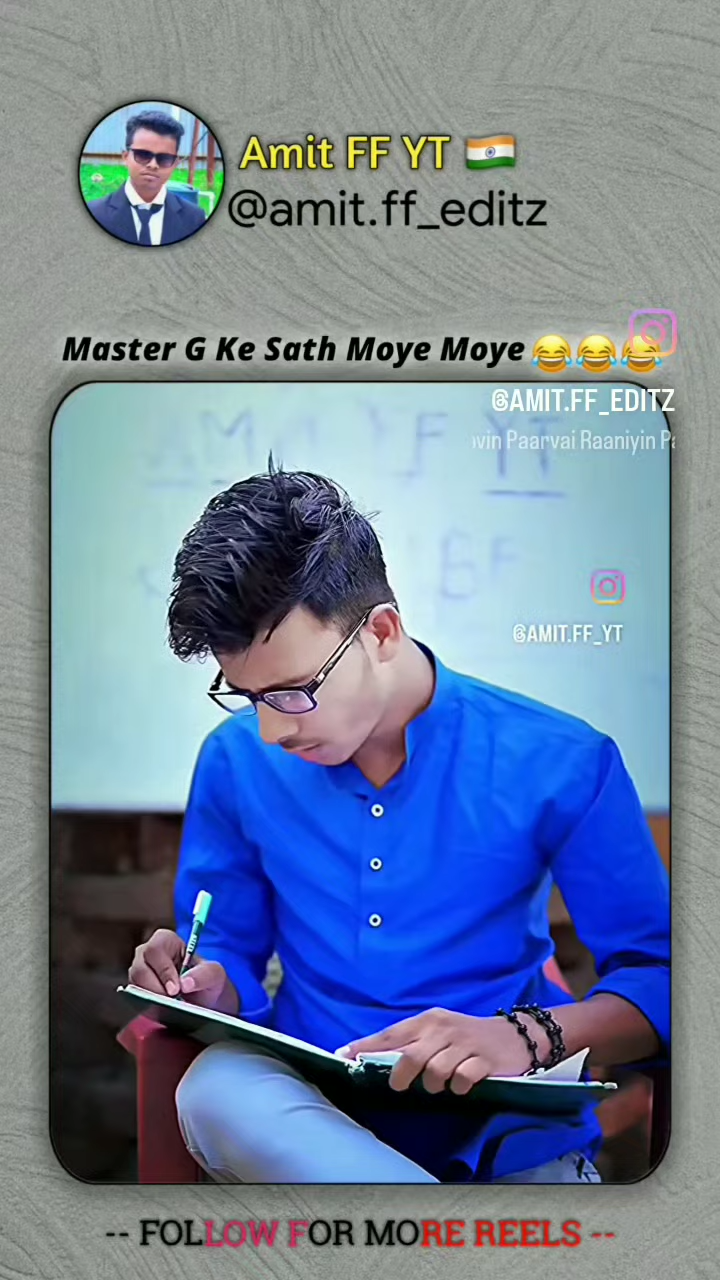 Amit FF YT 🇮🇳
@amit.ff_editz
Master G Ke Sath Moye Moye 😂😂😂
@AMIT.FF_EDITZ
Paarvai Raaniyin
YT
@AMIT.FF_YT
-- FOLLOW FOR MORE REELS --